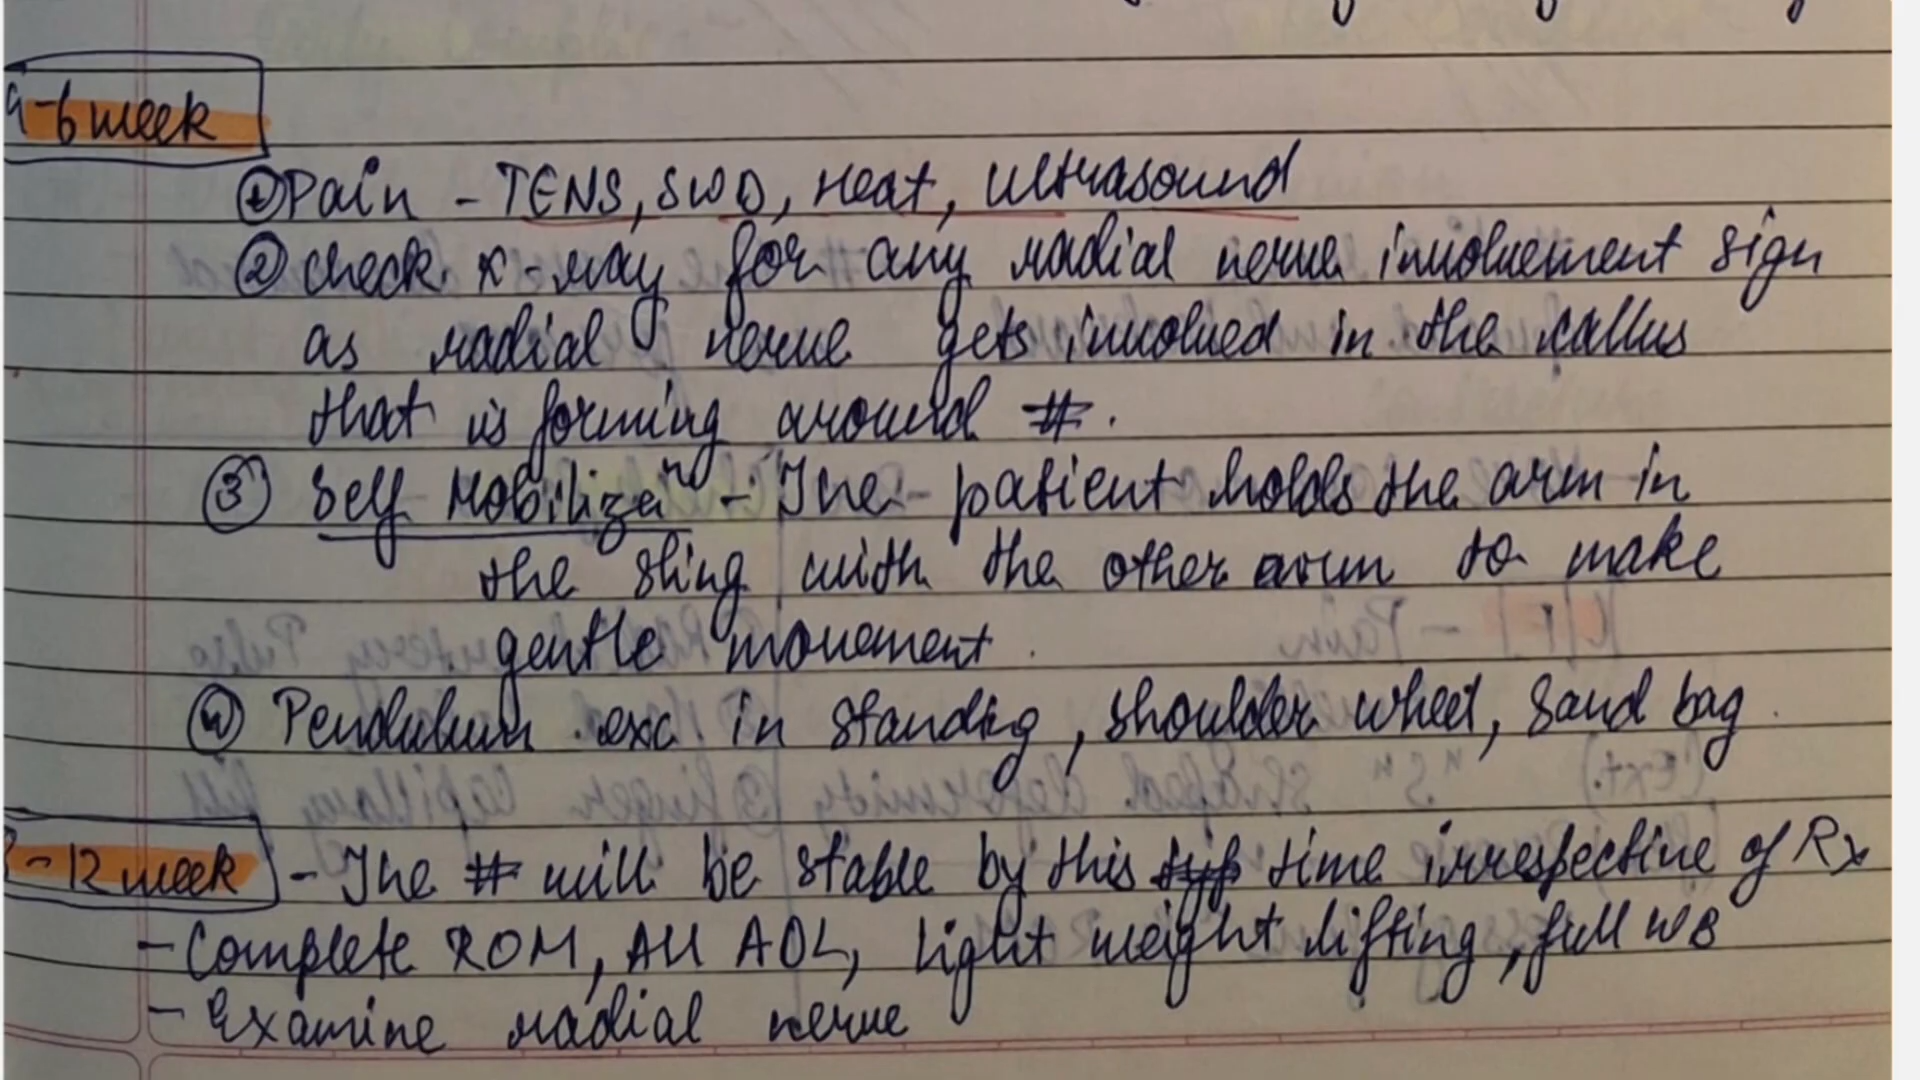 4-6 week
① Pain - TENS, SWD, Heat, Ultrasound
② check x-ray for any radial nerve involvement sign
as radial nerve gets involved in the callus
that is forming around #.
③ Self Mobilizeⁿ - The patient holds the arm in
the sling with the other arm to make
gentle movement.
④ Pendulum exc in standig, shoulder wheel, sand bag.
-12 week - The # will be stable by this time irrespective of Rx
- Complete ROM, All ADL, light weight lifting, full WB
- Examine radial nerve